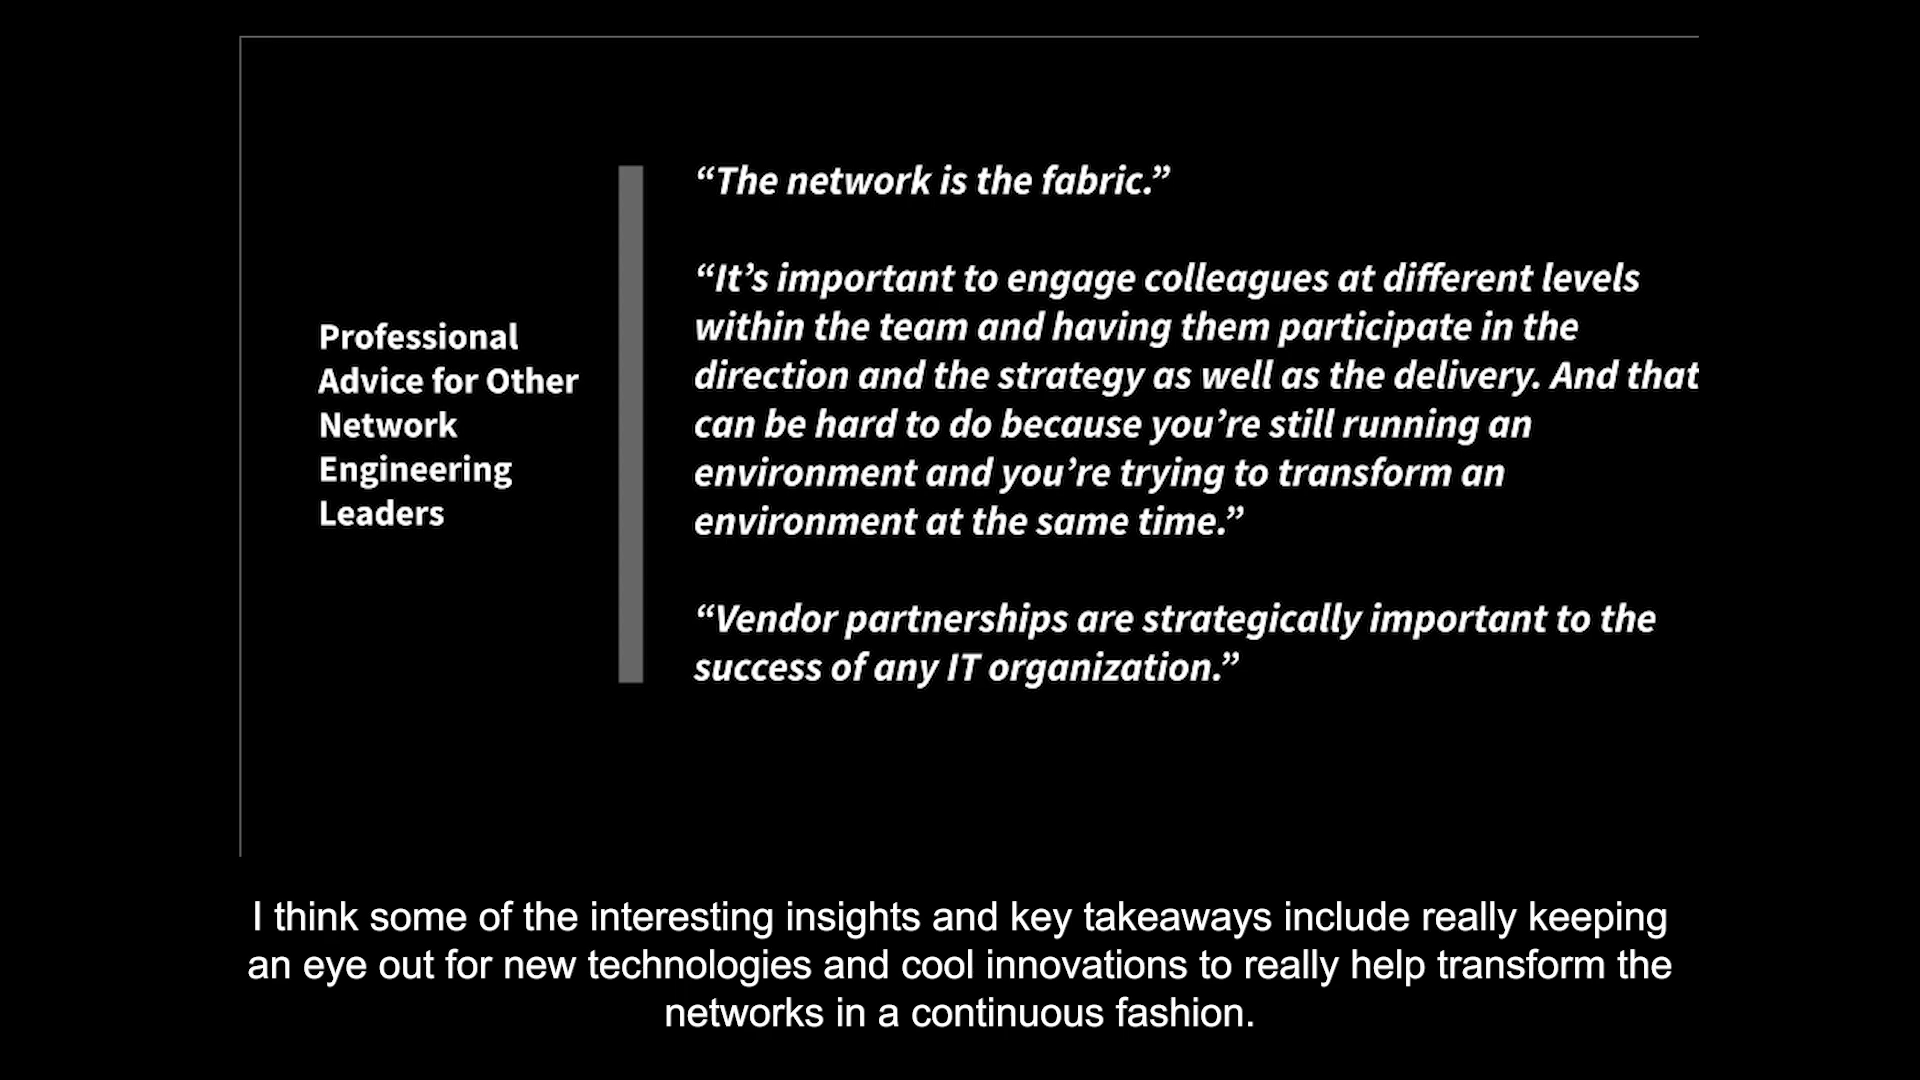 Professional
Advice for Other
Network
Engineering
Leaders
“The network is the fabric.”
“It’s important to engage colleagues at different levels
within the team and having them participate in the
direction and the strategy as well as the delivery. And that
can be hard to do because you’re still running an
environment and you’re trying to transform an
environment at the same time.”
“Vendor partnerships are strategically important to the
success of any IT organization.”
I think some of the interesting insights and key takeaways include really keeping
an eye out for new technologies and cool innovations to really help transform the
networks in a continuous fashion.